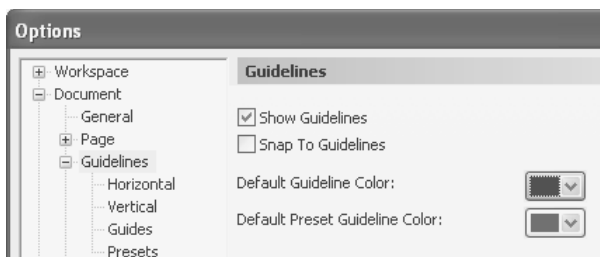 Options
Workspace
Document
General
Page
Guidelines
Horizontal
Vertical
Guides
Presets
Guidelines
Show Guidelines
Snap To Guidelines
Default Guideline Color:
Default Preset Guideline Color: